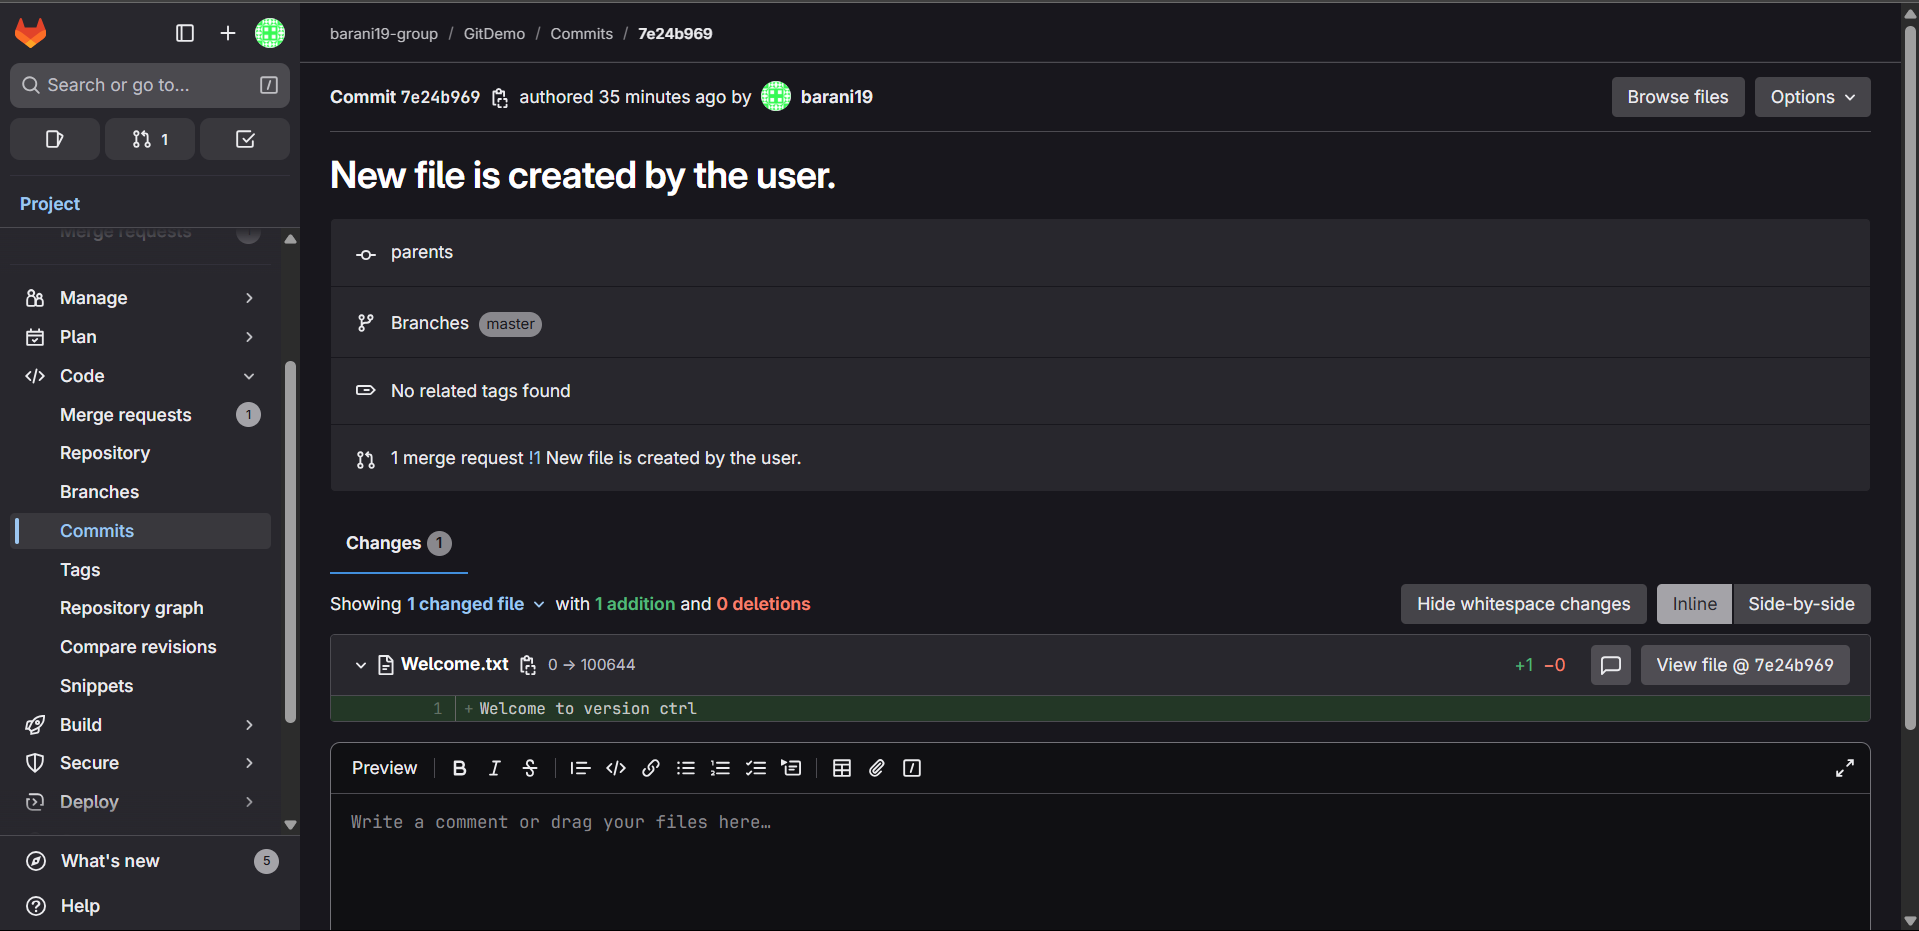 barani19-group / GitDemo / Commits / 7e24b969
Search or go to...
1
Project
Merge requests
Manage
Plan
Code
Merge requests 1
Repository
Branches
Commits
Tags
Repository graph
Compare revisions
Snippets
Build
Secure
Deploy
What's new 5
Help
Commit 7e24b969 authored 35 minutes ago by barani19
Browse files
Options
New file is created by the user.
parents
Branches master
No related tags found
1 merge request !1 New file is created by the user.
Changes 1
Showing 1 changed file with 1 addition and 0 deletions
Hide whitespace changes
Inline
Side-by-side
Welcome.txt 0 → 100644
+1 −0
View file @ 7e24b969
1 + Welcome to version ctrl
Preview
Write a comment or drag your files here…